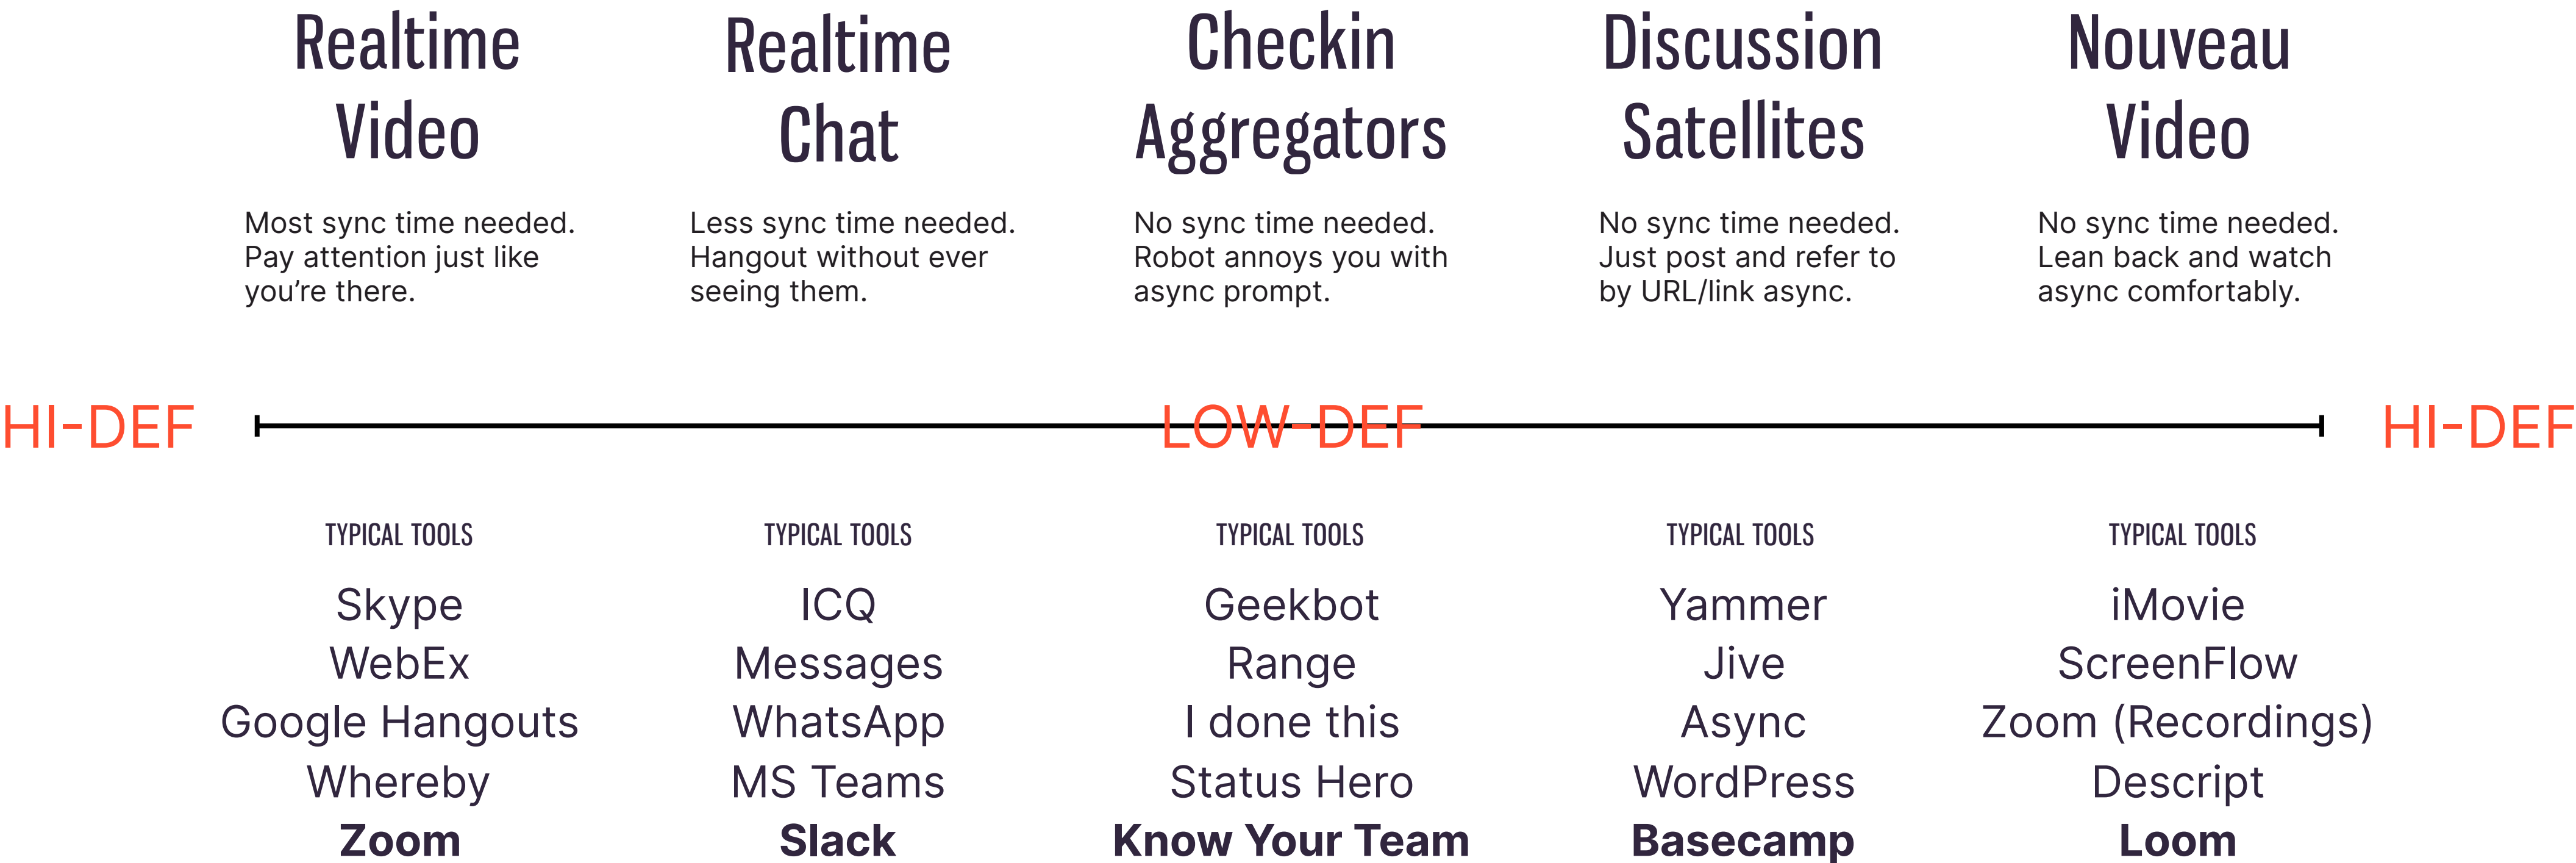 Realtime
Video
Most sync time needed.
Pay attention just like
you’re there.
Realtime
Chat
Less sync time needed.
Hangout without ever
seeing them.
Checkin
Aggregators
No sync time needed.
Robot annoys you with
async prompt.
Discussion
Satellites
No sync time needed.
Just post and refer to
by URL/link async.
Nouveau
Video
No sync time needed.
Lean back and watch
async comfortably.
HI-DEF
LOW-DEF
HI-DEF
TYPICAL TOOLS
Skype
WebEx
Google Hangouts
Whereby
Zoom
TYPICAL TOOLS
ICQ
Messages
WhatsApp
MS Teams
Slack
TYPICAL TOOLS
Geekbot
Range
I done this
Status Hero
Know Your Team
TYPICAL TOOLS
Yammer
Jive
Async
WordPress
Basecamp
TYPICAL TOOLS
iMovie
ScreenFlow
Zoom (Recordings)
Descript
Loom